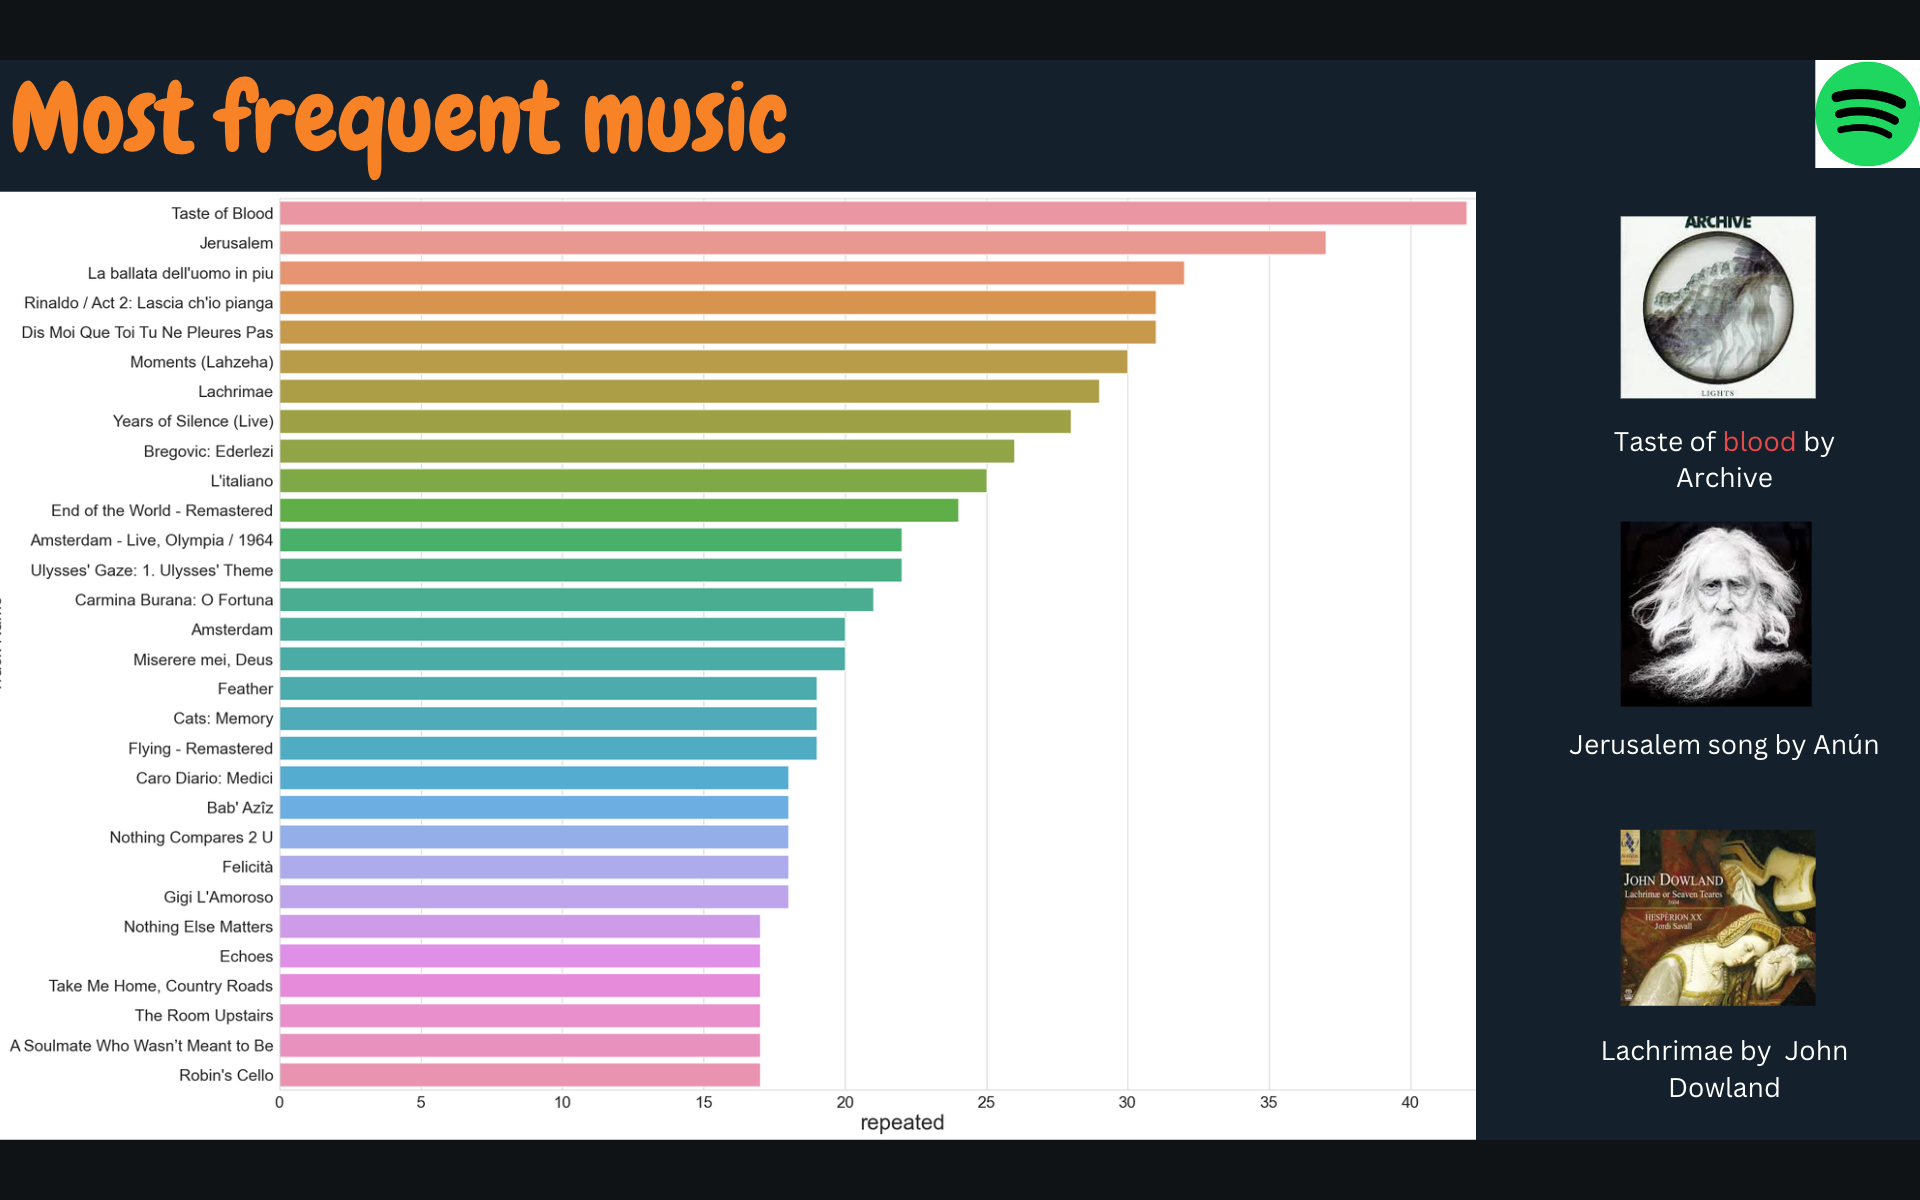 Most frequent music
Taste of Blood
Jerusalem
La ballata dell'uomo in piu
Rinaldo / Act 2: Lascia ch'io pianga
Dis Moi Que Toi Tu Ne Pleures Pas
Moments (Lahzeha)
Lachrimae
Years of Silence (Live)
Bregovic: Ederlezi
L'italiano
End of the World - Remastered
Amsterdam - Live, Olympia / 1964
Ulysses' Gaze: 1. Ulysses' Theme
Carmina Burana: O Fortuna
Amsterdam
Miserere mei, Deus
Feather
Cats: Memory
Flying - Remastered
Caro Diario: Medici
Bab' Azîz
Nothing Compares 2 U
Felicità
Gigi L'Amoroso
Nothing Else Matters
Echoes
Take Me Home, Country Roads
The Room Upstairs
A Soulmate Who Wasn’t Meant to Be
Robin's Cello
0 5 10 15 20 25 30 35 40
repeated
ARCHIVE
LIGHTS
Taste of blood by
Archive
Jerusalem song by Anún
JOHN DOWLAND
Lachrimæ or Seaven Teares
1604
HESPÈRION XX
Jordi Savall
Lachrimae by John
Dowland